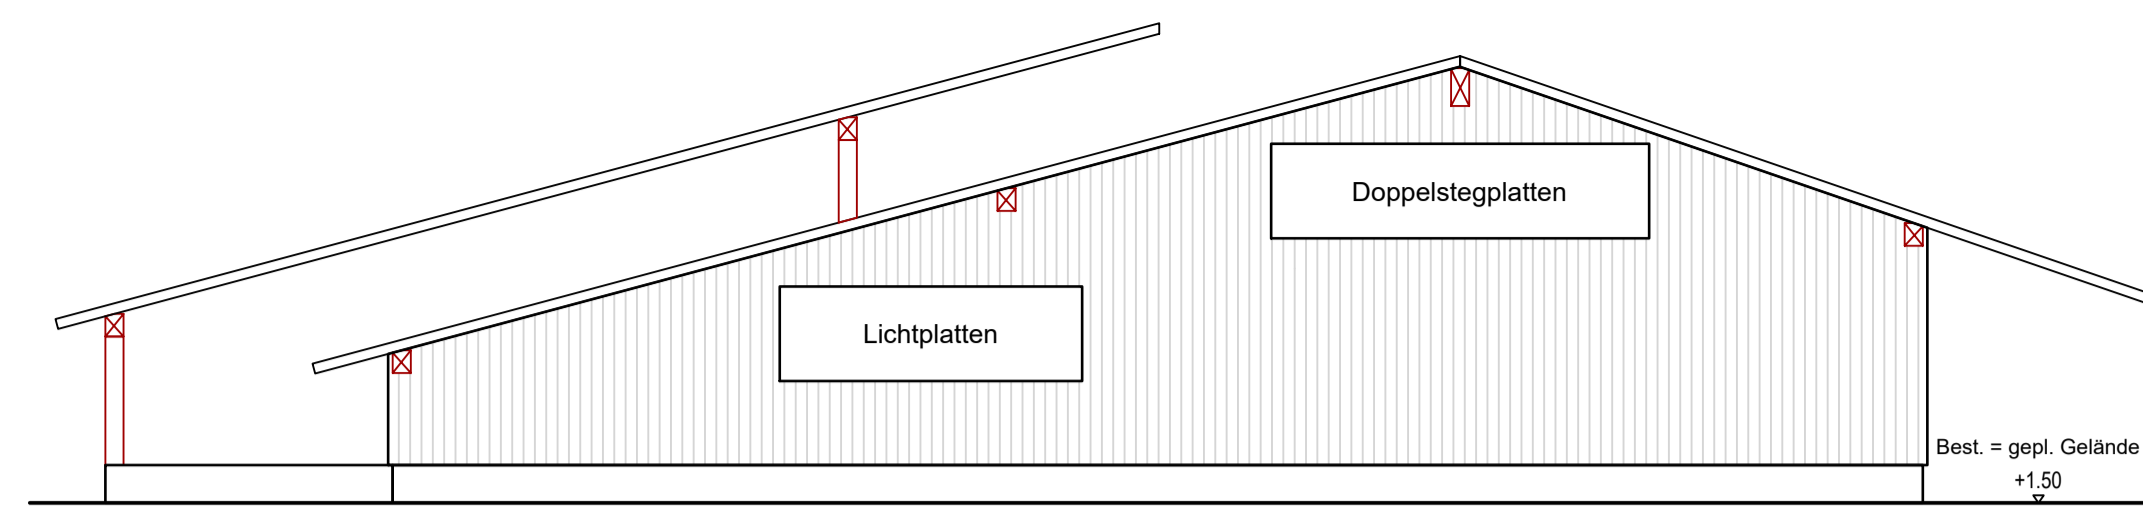 Doppelstegplatten
Lichtplatten
Best. = gepl. Gelände
+1.50